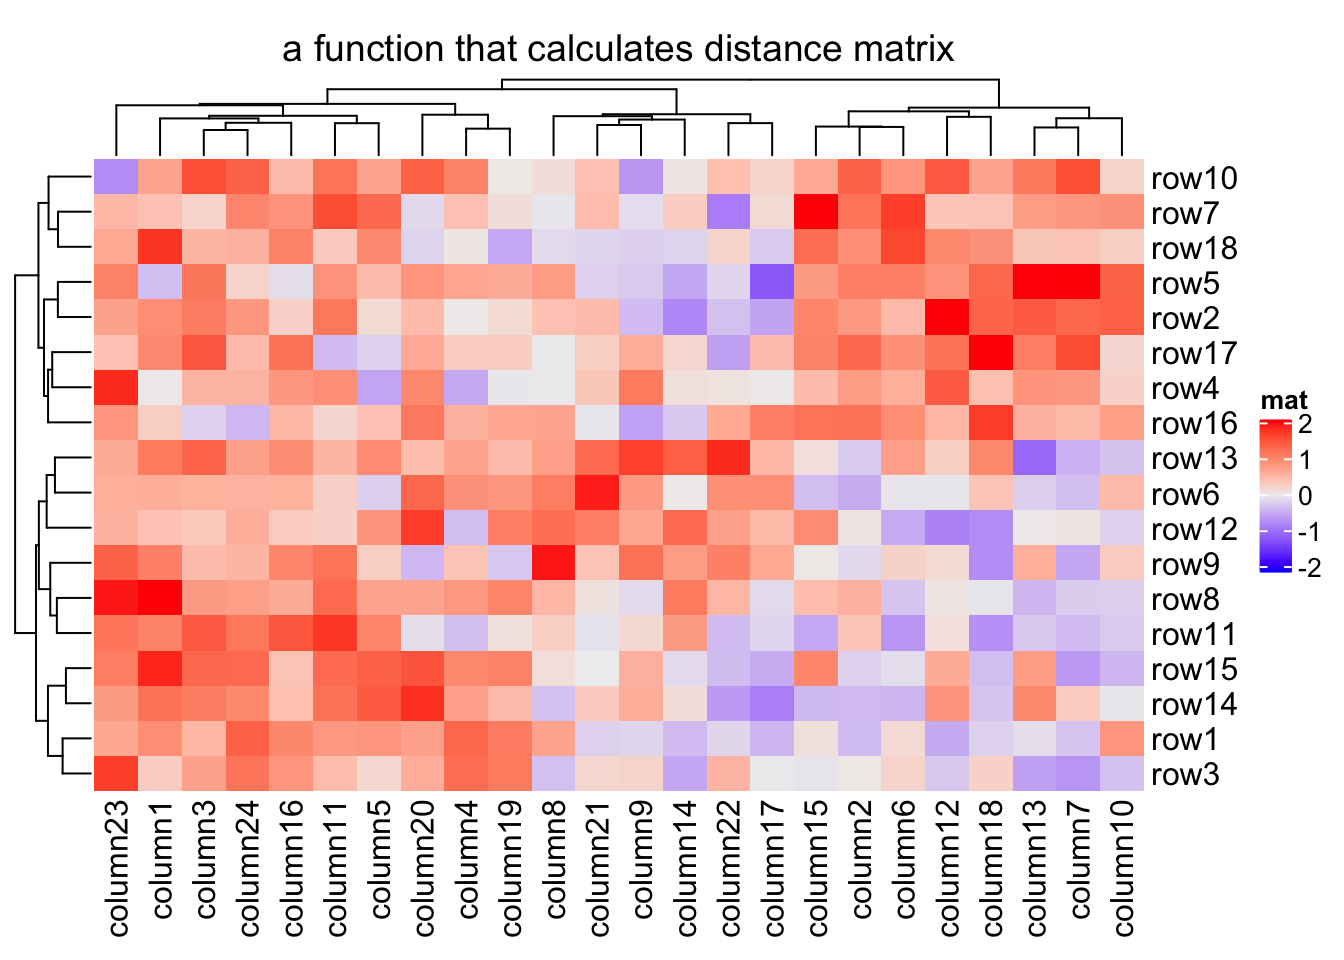 a function that calculates distance matrix
row10
row7
row18
row5
row2
row17
row4
row16
row13
row6
row12
row9
row8
row11
row15
row14
row1
row3
mat
2
1
0
-1
-2
column23
column1
column3
column24
column16
column11
column5
column20
column4
column19
column8
column21
column9
column14
column22
column17
column15
column2
column6
column12
column18
column13
column7
column10